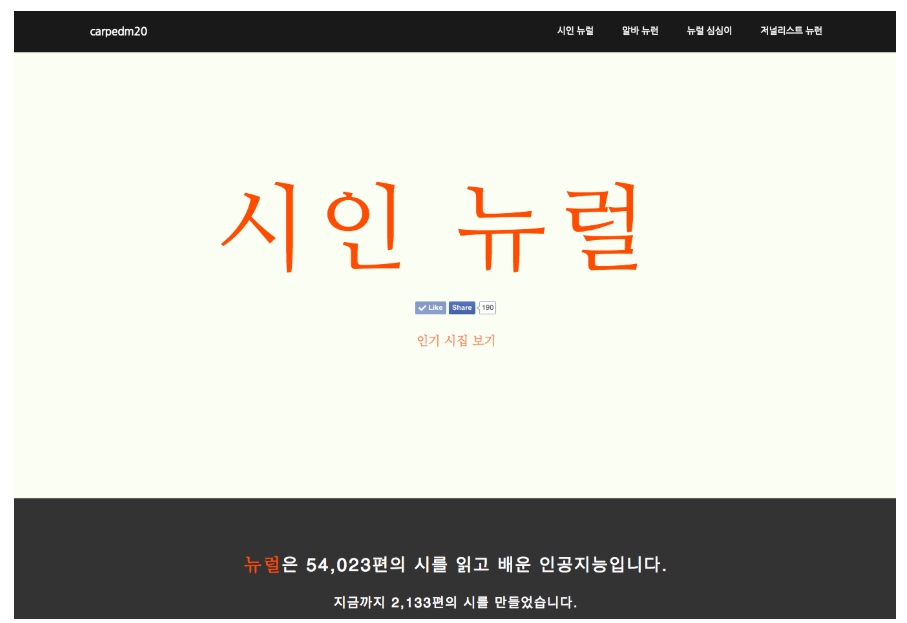 carpedm20 시인 뉴럴 알바 뉴런 뉴럴 심심이 저널리스트 뉴런
시인 뉴럴
Like Share 190
인기 시집 보기
뉴럴은 54,023편의 시를 읽고 배운 인공지능입니다.
지금까지 2,133편의 시를 만들었습니다.